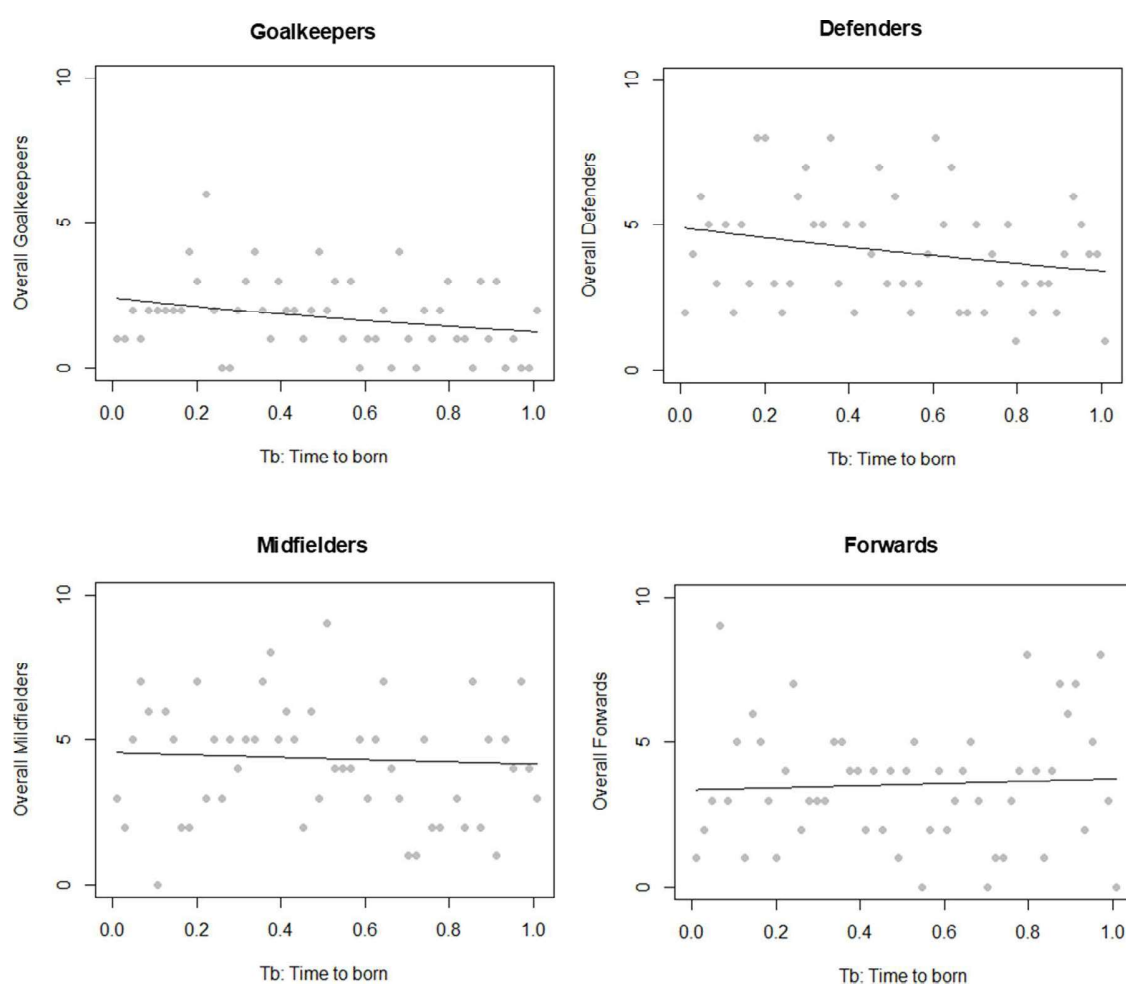 Goalkeepers
Overall Goalkeepeers
10
5
0
0.0 0.2 0.4 0.6 0.8 1.0
Tb: Time to born
Defenders
Overall Defenders
10
5
0
0.0 0.2 0.4 0.6 0.8 1.0
Tb: Time to born
Midfielders
Overall Mildfielders
10
5
0
0.0 0.2 0.4 0.6 0.8 1.0
Tb: Time to born
Forwards
Overall Forwards
10
5
0
0.0 0.2 0.4 0.6 0.8 1.0
Tb: Time to born